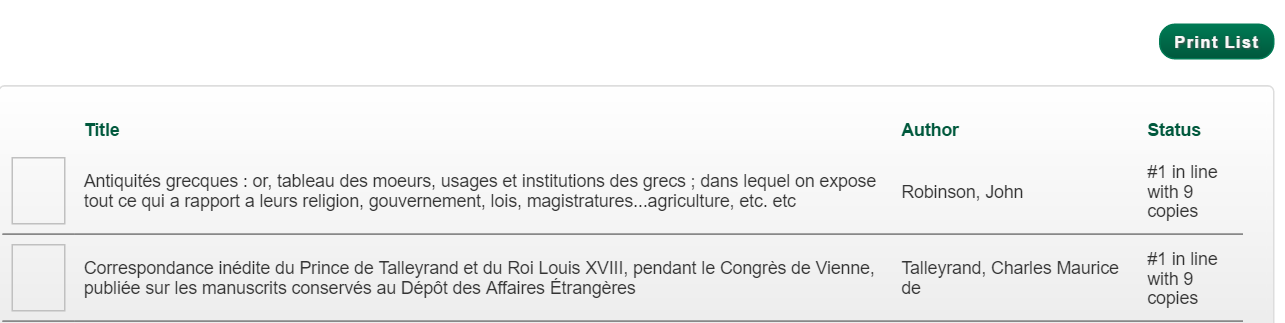 Print List
Title Author Status
Antiquités grecques : or, tableau des moeurs, usages et institutions des grecs ; dans lequel on expose
tout ce qui a rapport a leurs religion, gouvernement, lois, magistratures...agriculture, etc. etc
Robinson, John
#1 in line
with 9
copies
Correspondance inédite du Prince de Talleyrand et du Roi Louis XVIII, pendant le Congrès de Vienne,
publiée sur les manuscrits conservés au Dépôt des Affaires Étrangères
Talleyrand, Charles Maurice
de
#1 in line
with 9
copies